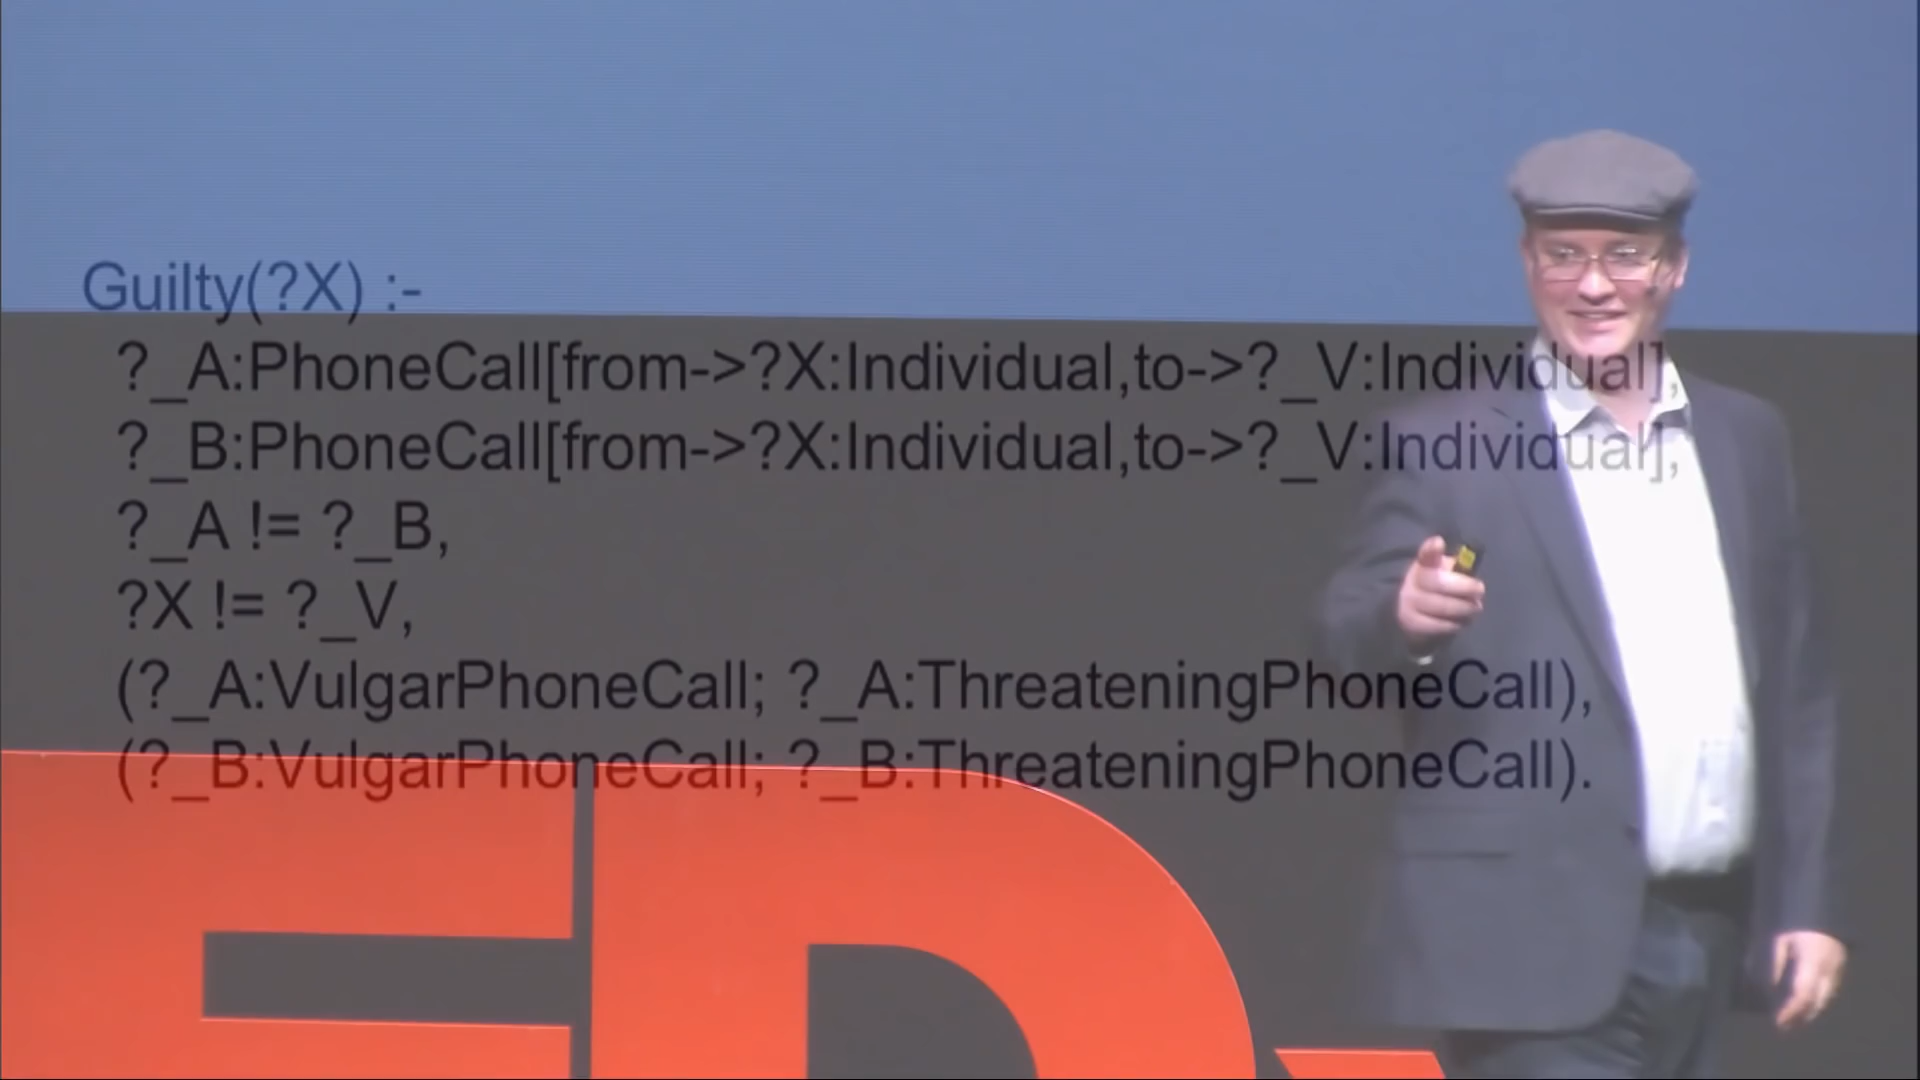 Guilty(?X) :-
?_A:PhoneCall[from->?X:Individual,to->?_V:Individual],
?_B:PhoneCall[from->?X:Individual,to->?_V:Individual],
?_A != ?_B,
?X != ?_V,
(?_A:VulgarPhoneCall; ?_A:ThreateningPhoneCall),
(?_B:VulgarPhoneCall; ?_B:ThreateningPhoneCall).
EDx